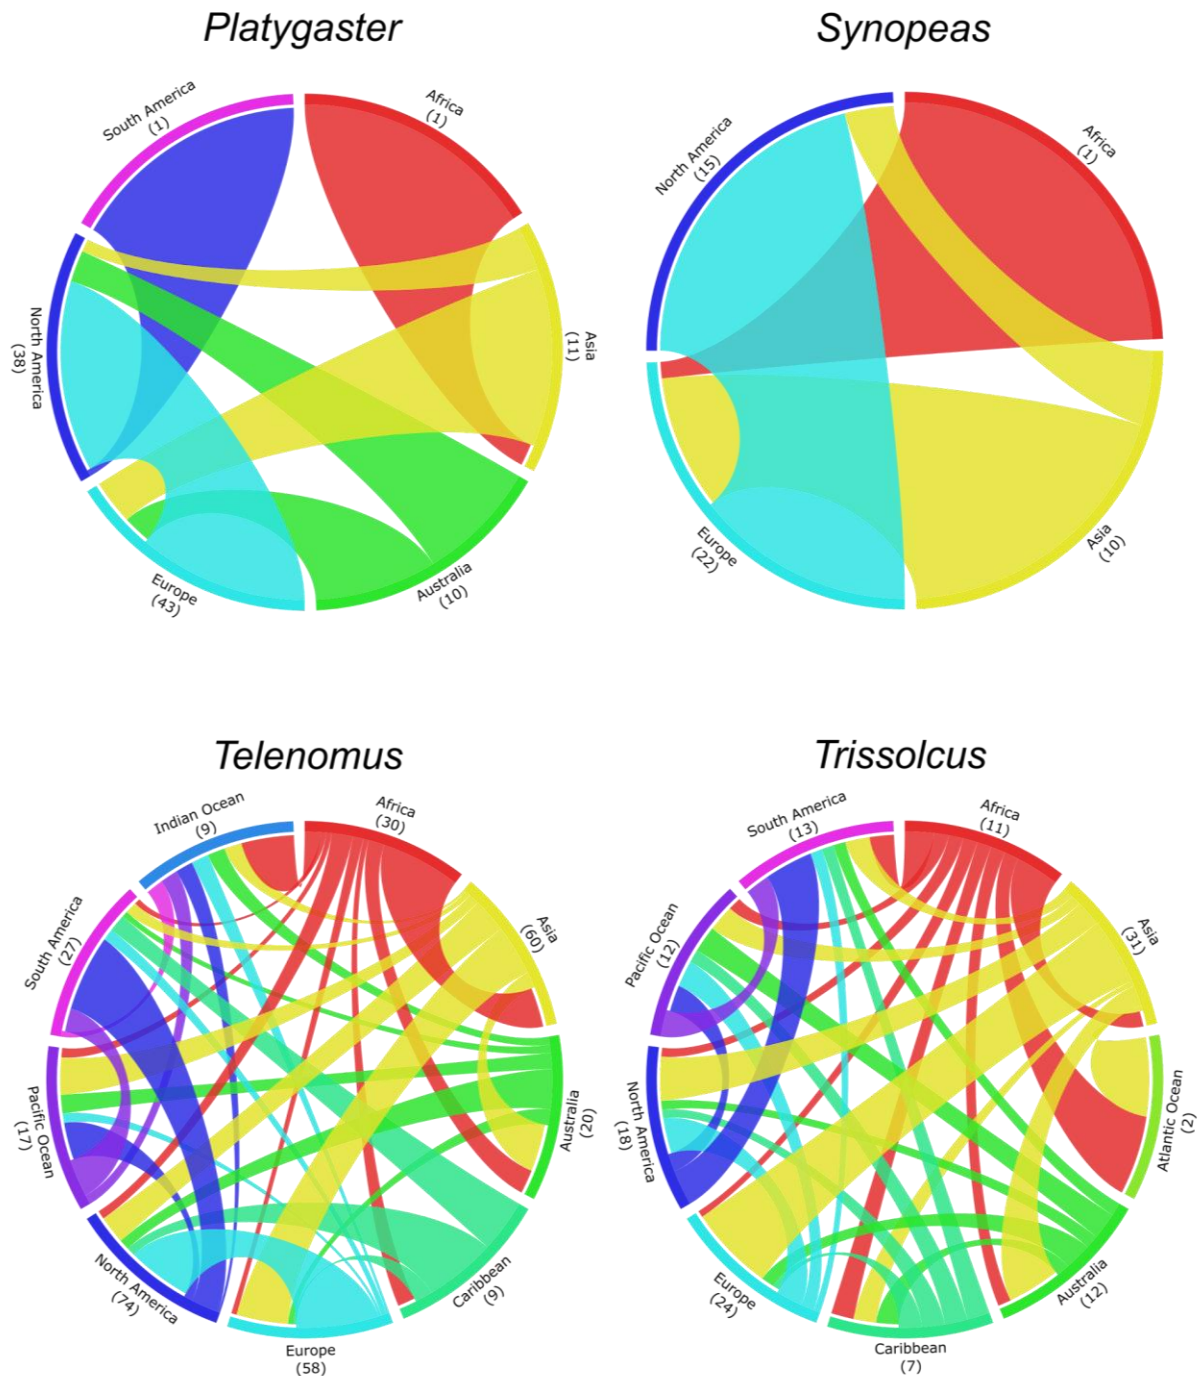 Platygaster
South America
(1)
Africa
(1)
North America
(38)
Asia
(11)
Europe
(43)
Australia
(10)
Synopeas
North America
(15)
Africa
(1)
Europe
(22)
Asia
(10)
Telenomus
Indian Ocean
(9)
Africa
(30)
South America
(27)
Asia
(60)
Pacific Ocean
(17)
Australia
(20)
North America
(74)
Caribbean
(9)
Europe
(58)
Trissolcus
South America
(13)
Africa
(11)
Pacific Ocean
(12)
Asia
(31)
North America
(18)
Atlantic Ocean
(2)
Europe
(24)
Australia
(12)
Caribbean
(7)